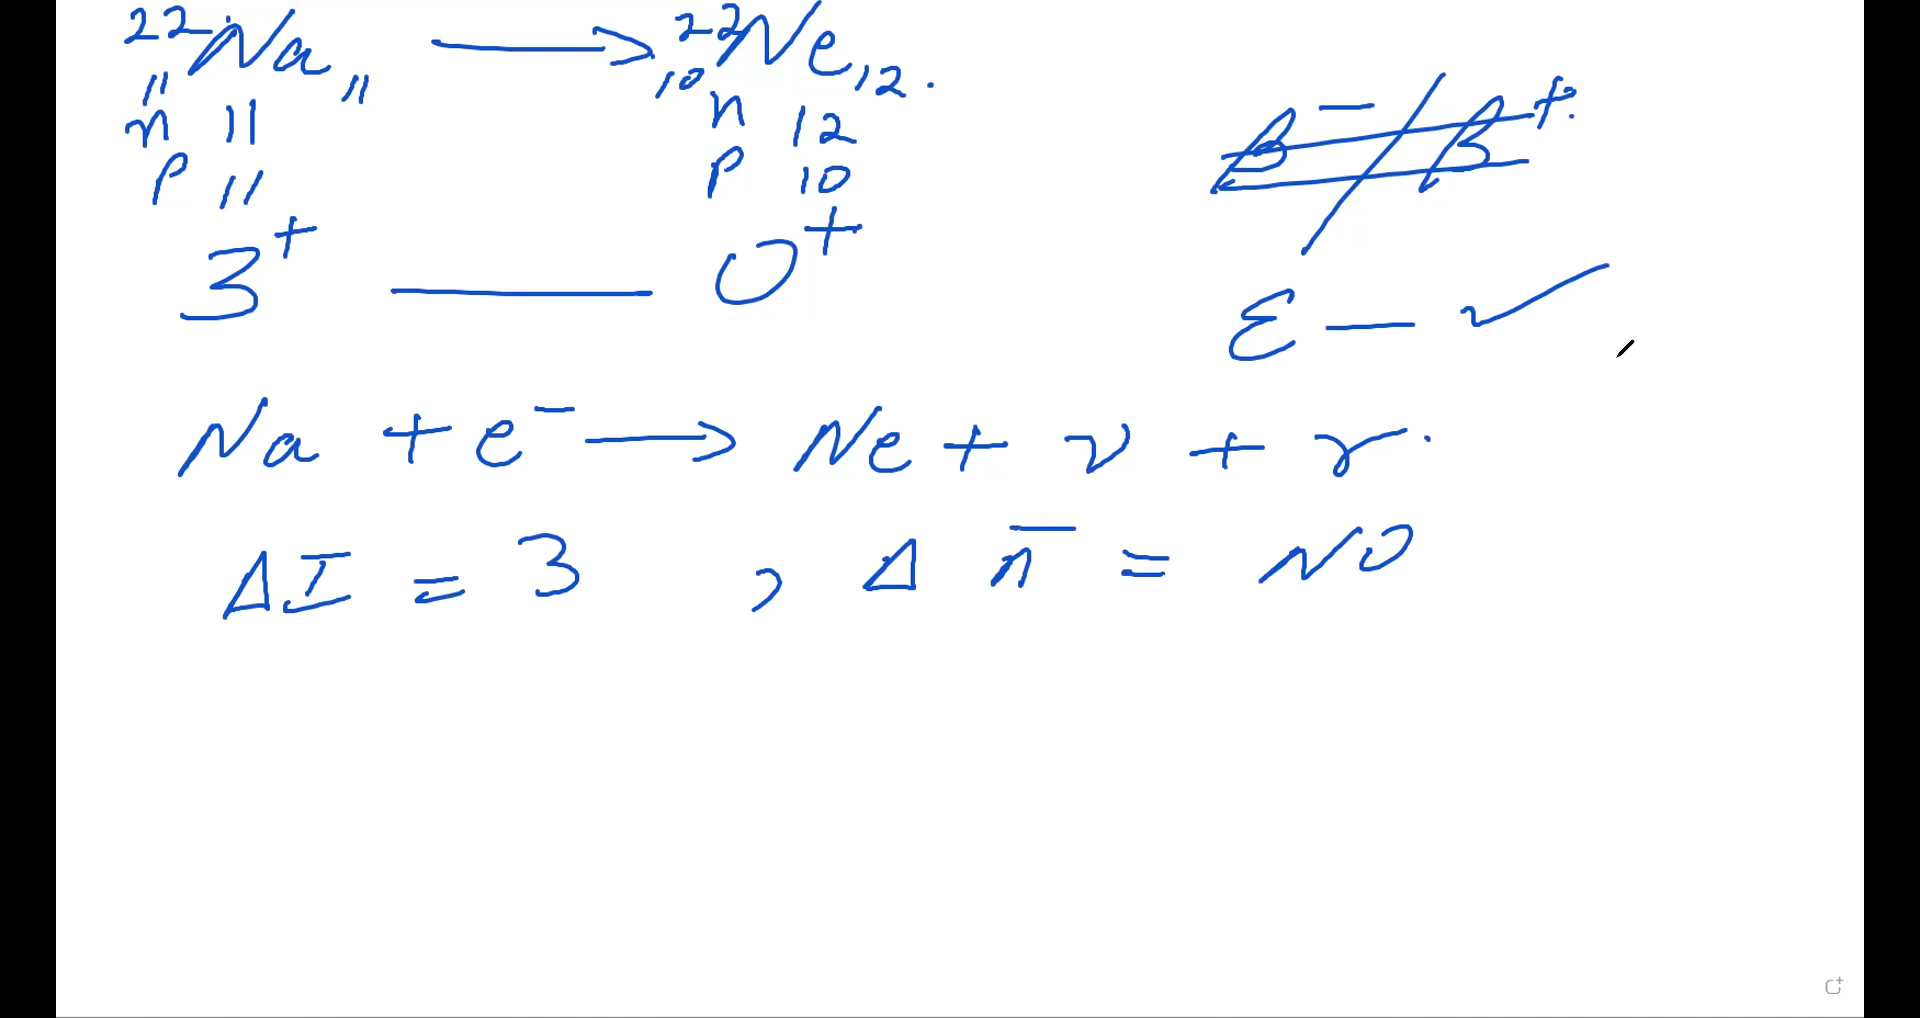 ²²₁₁Na₁₁ ⟶ ²²₁₀Ne₁₂.
n 11 n 12
p 11 p 10
β⁻ / β⁺
3⁺ — 0⁺
ε — ✓
Na + e⁻ → Ne + ν + γ.
ΔI = 3 , Δπ = NO